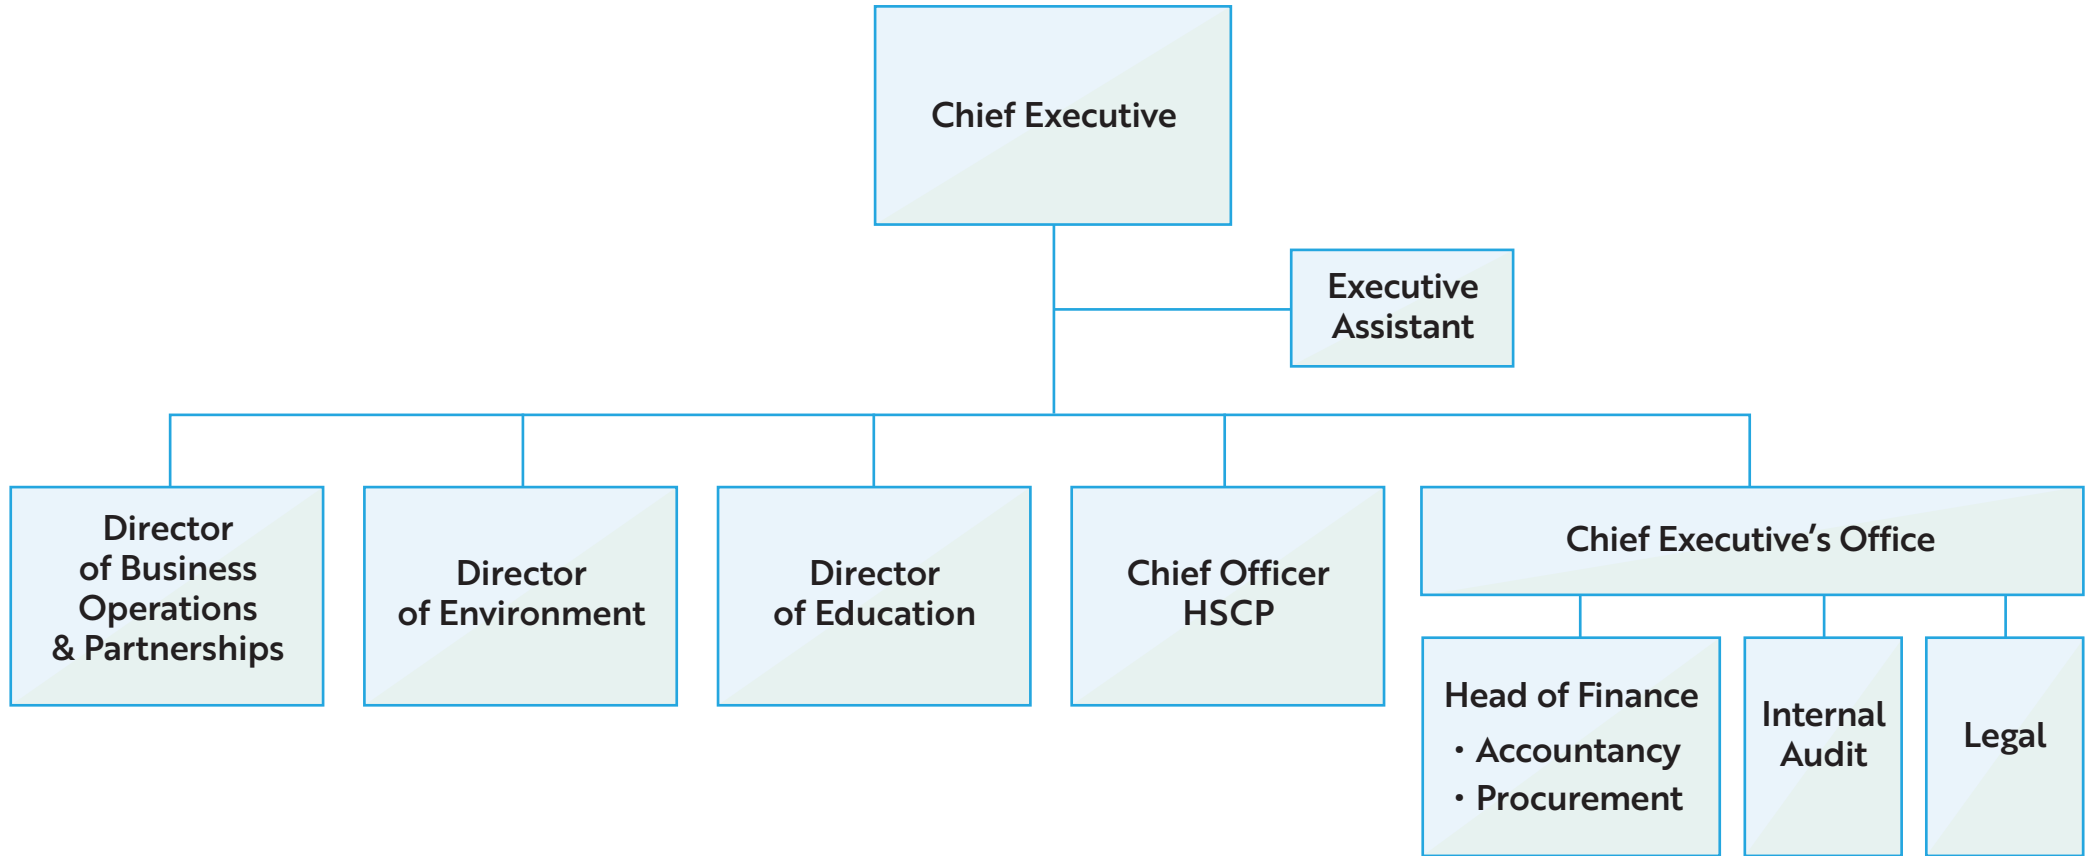 Chief Executive
Executive
Assistant
Director
of Business
Operations
& Partnerships
Director
of Environment
Director
of Education
Chief Officer
HSCP
Chief Executive’s Office
Head of Finance
• Accountancy
• Procurement
Internal
Audit
Legal